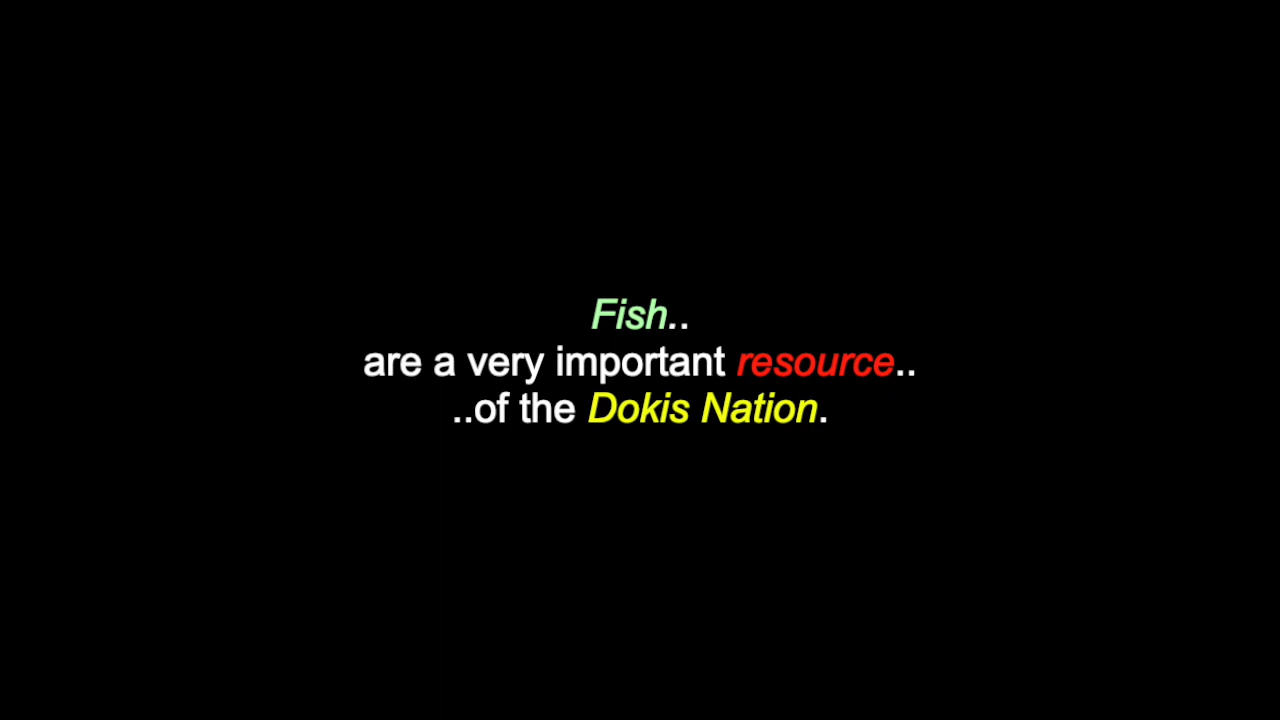 Fish..
are a very important resource..
..of the Dokis Nation.